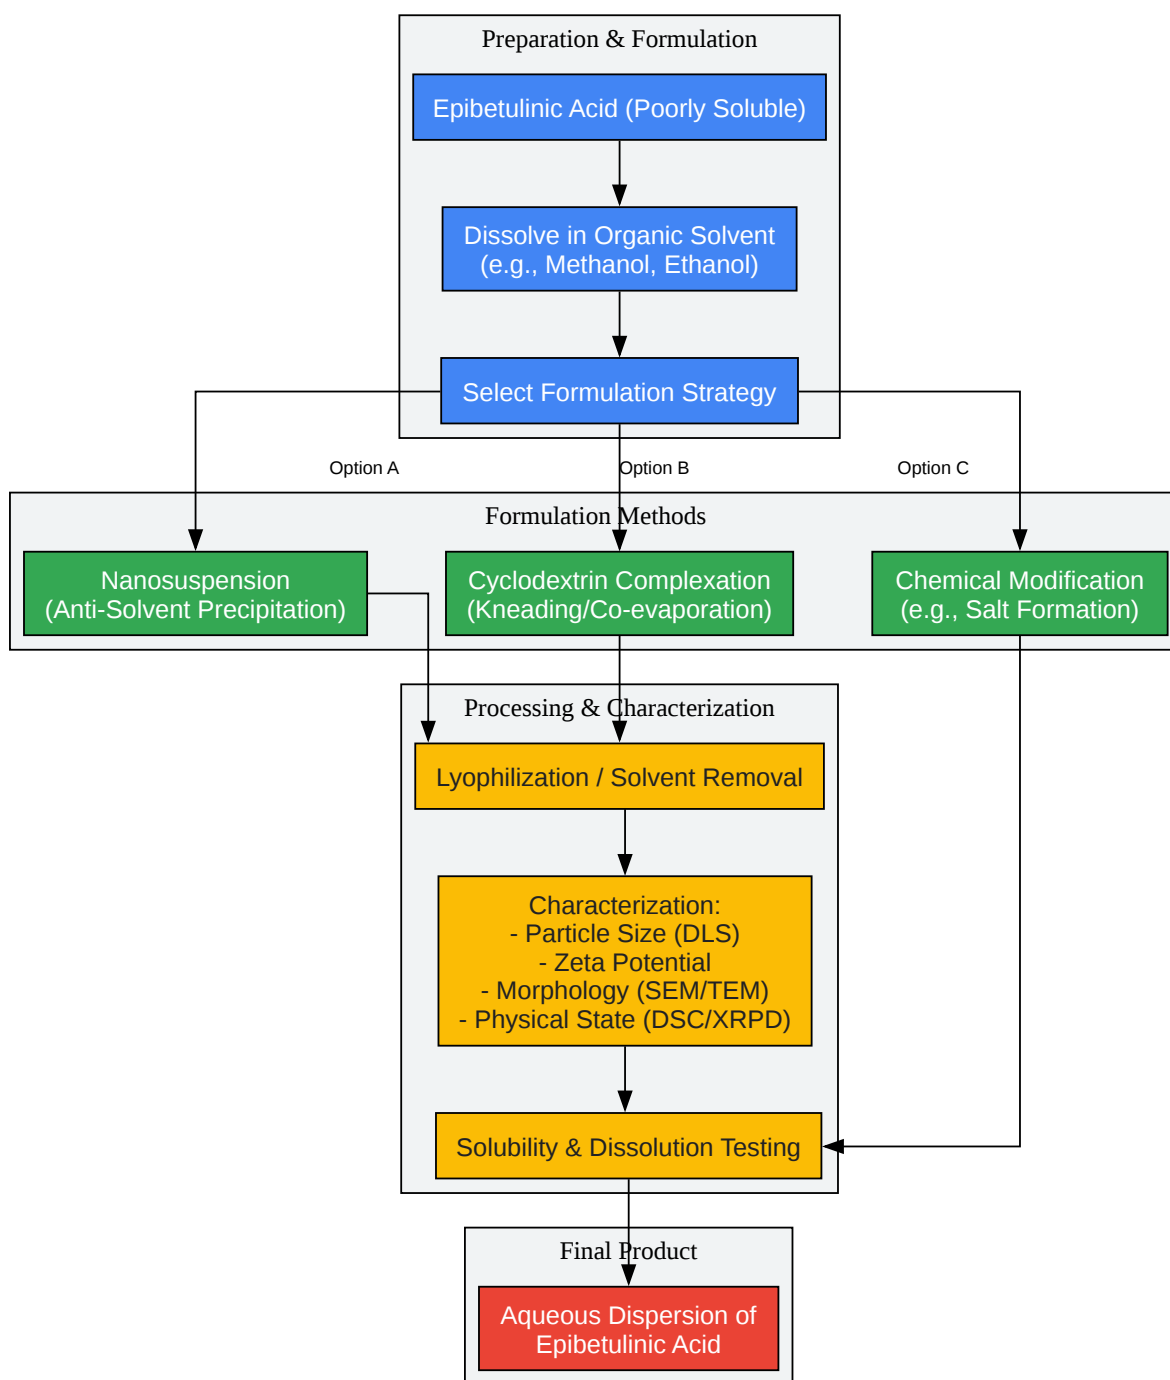 Preparation & Formulation
Epibetulinic Acid (Poorly Soluble)
Dissolve in Organic Solvent
(e.g., Methanol, Ethanol)
Select Formulation Strategy
Option A
Option B
Option C
Formulation Methods
Nanosuspension
(Anti-Solvent Precipitation)
Cyclodextrin Complexation
(Kneading/Co-evaporation)
Chemical Modification
(e.g., Salt Formation)
Processing & Characterization
Lyophilization / Solvent Removal
Characterization:
- Particle Size (DLS)
- Zeta Potential
- Morphology (SEM/TEM)
- Physical State (DSC/XRPD)
Solubility & Dissolution Testing
Final Product
Aqueous Dispersion of
Epibetulinic Acid